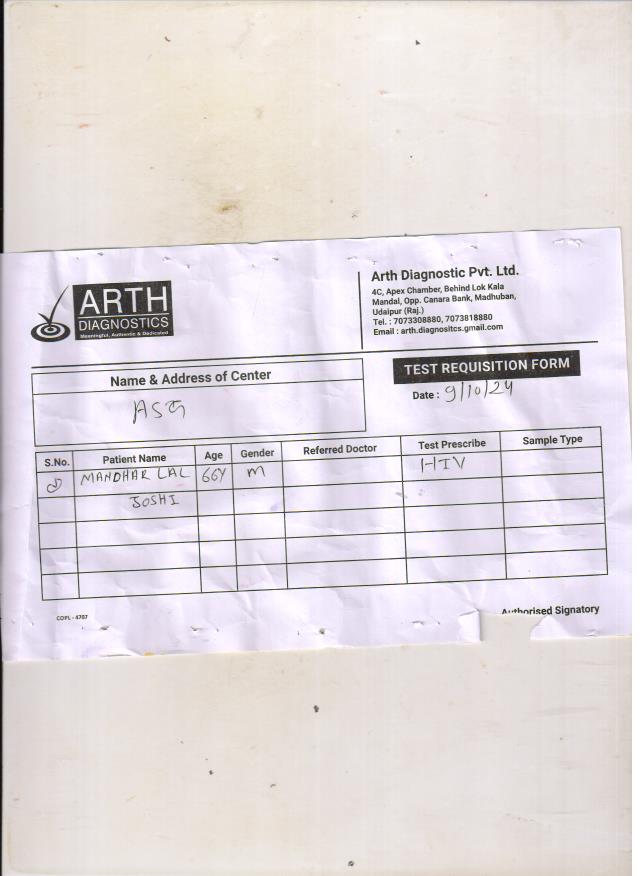 ARTH
DIAGNOSTICS
Meaningful, Authentic & Dedicated
Arth Diagnostic Pvt. Ltd.
4C, Apex Chamber, Behind Lok Kala
Mandal, Opp. Canara Bank, Madhuban,
Udaipur (Raj.)
Tel. : 7073308880, 7073818880
Email : arth.diagnositcs.gmail.com
TEST REQUISITION FORM
Date : 9/10/24
Name & Address of Center
ASG
S.No. Patient Name Age Gender Referred Doctor Test Prescribe Sample Type
MANDHAR LAL 66Y M HIV
JOSHI
COFL - 4707
Authorised Signatory